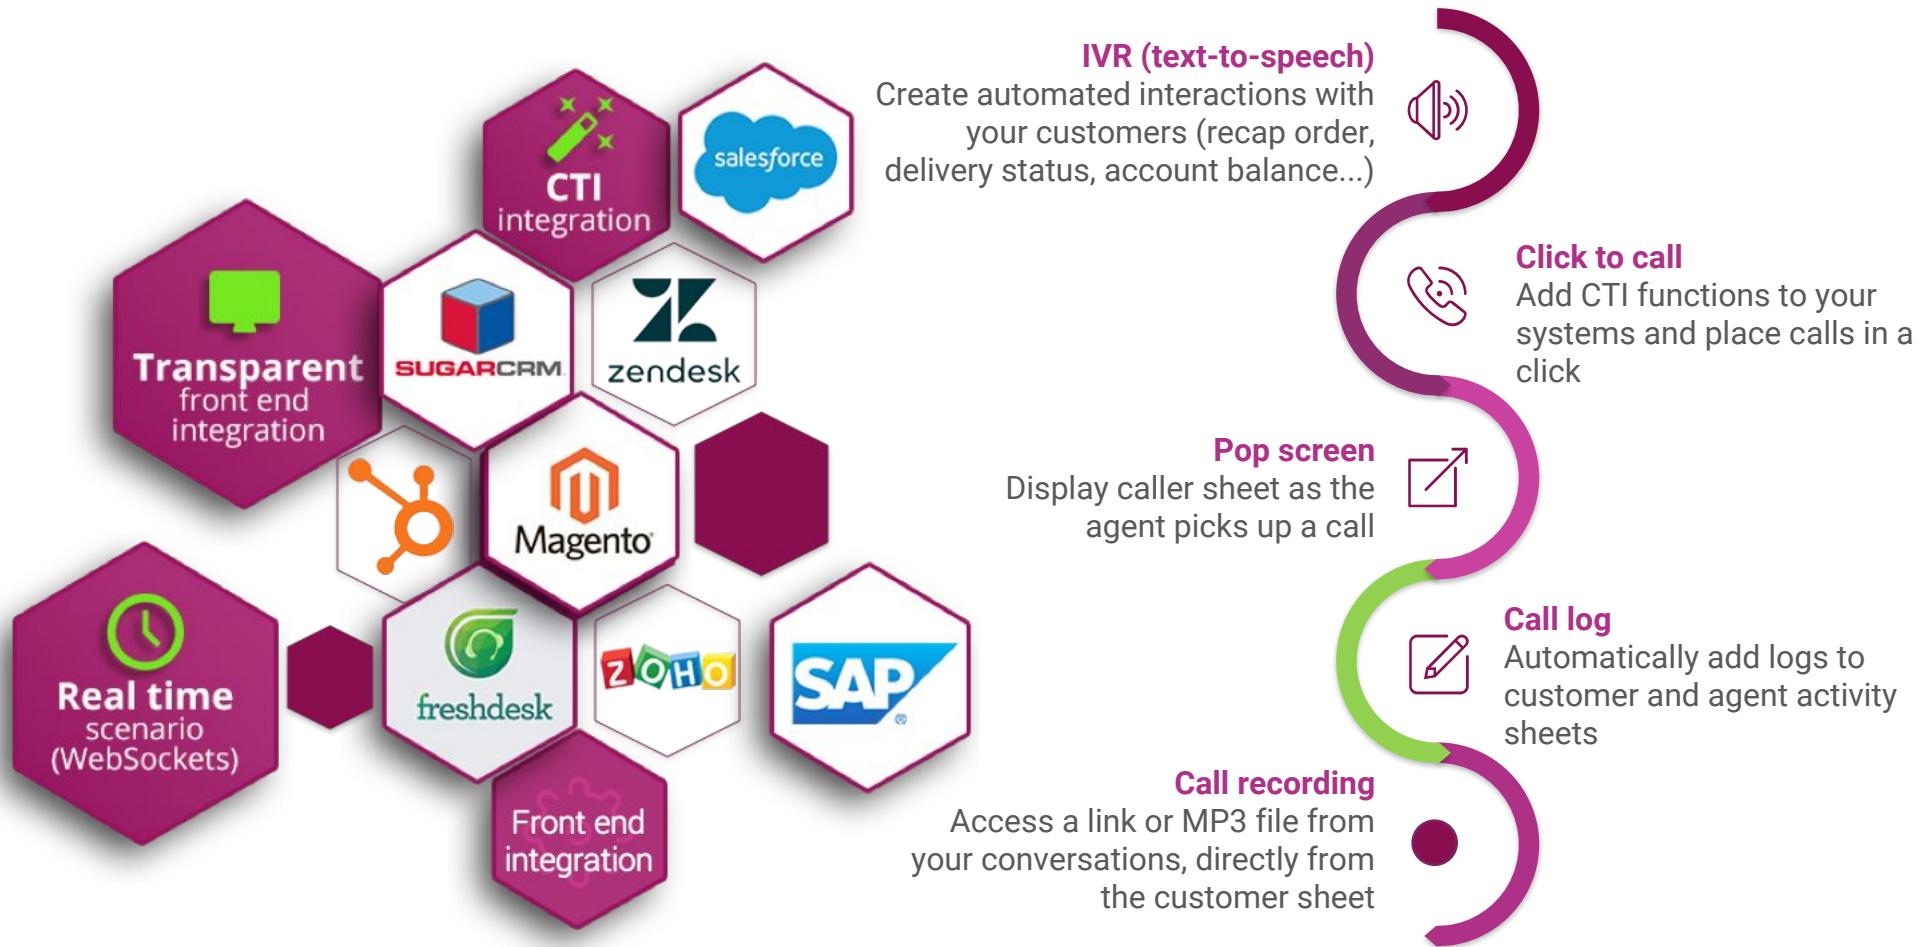 CTI
integration
salesforce
Transparent
front end
integration
SUGARCRM
zendesk
Magento
Real time
scenario
(WebSockets)
freshdesk
ZOHO
SAP
®
Front end
integration
IVR (text-to-speech)
Create automated interactions with
your customers (recap order,
delivery status, account balance...)
Click to call
Add CTI functions to your
systems and place calls in a
click
Pop screen
Display caller sheet as the
agent picks up a call
Call log
Automatically add logs to
customer and agent activity
sheets
Call recording
Access a link or MP3 file from
your conversations, directly from
the customer sheet